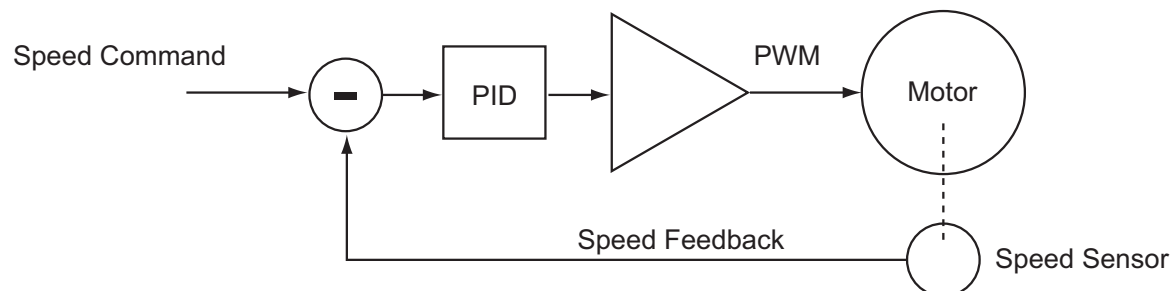 Speed Command
PID
PWM
Motor
Speed Feedback
Speed Sensor